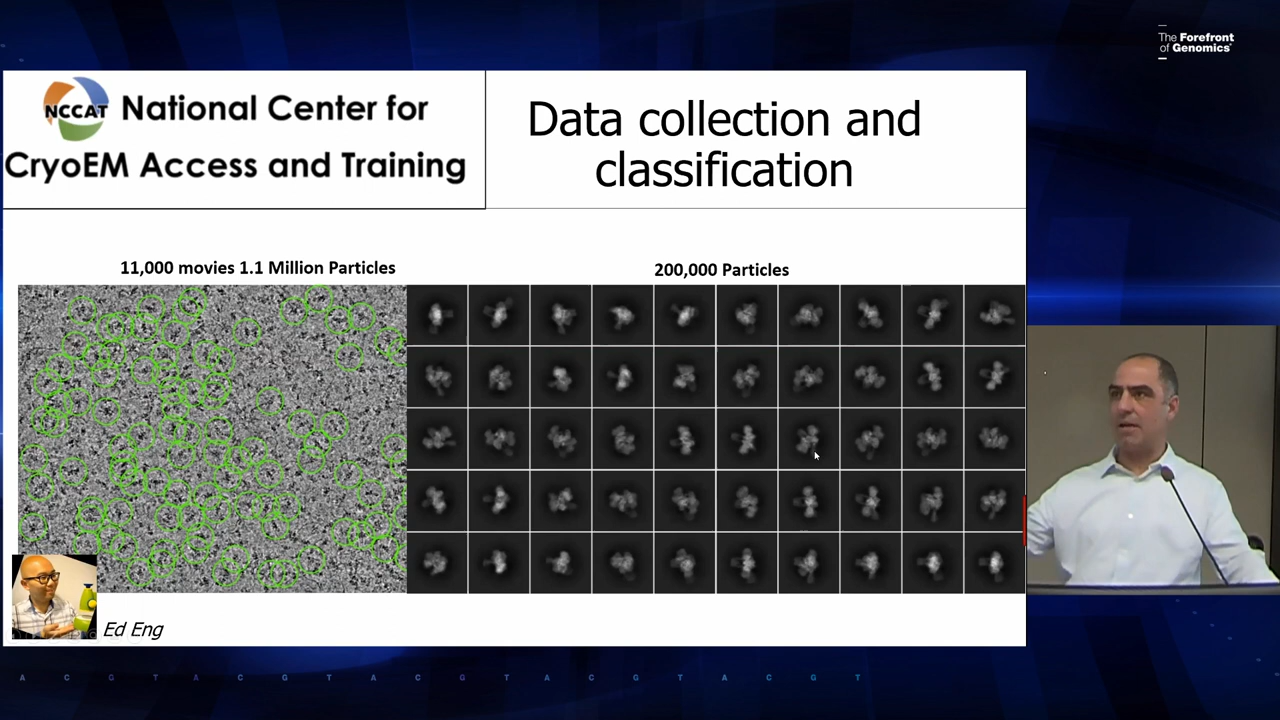 The Forefront
of Genomics
NCCAT National Center for
CryoEM Access and Training
Data collection and
classification
11,000 movies 1.1 Million Particles
200,000 Particles
Ed Eng
A C G T A C G T A C G T A C G T A C G T